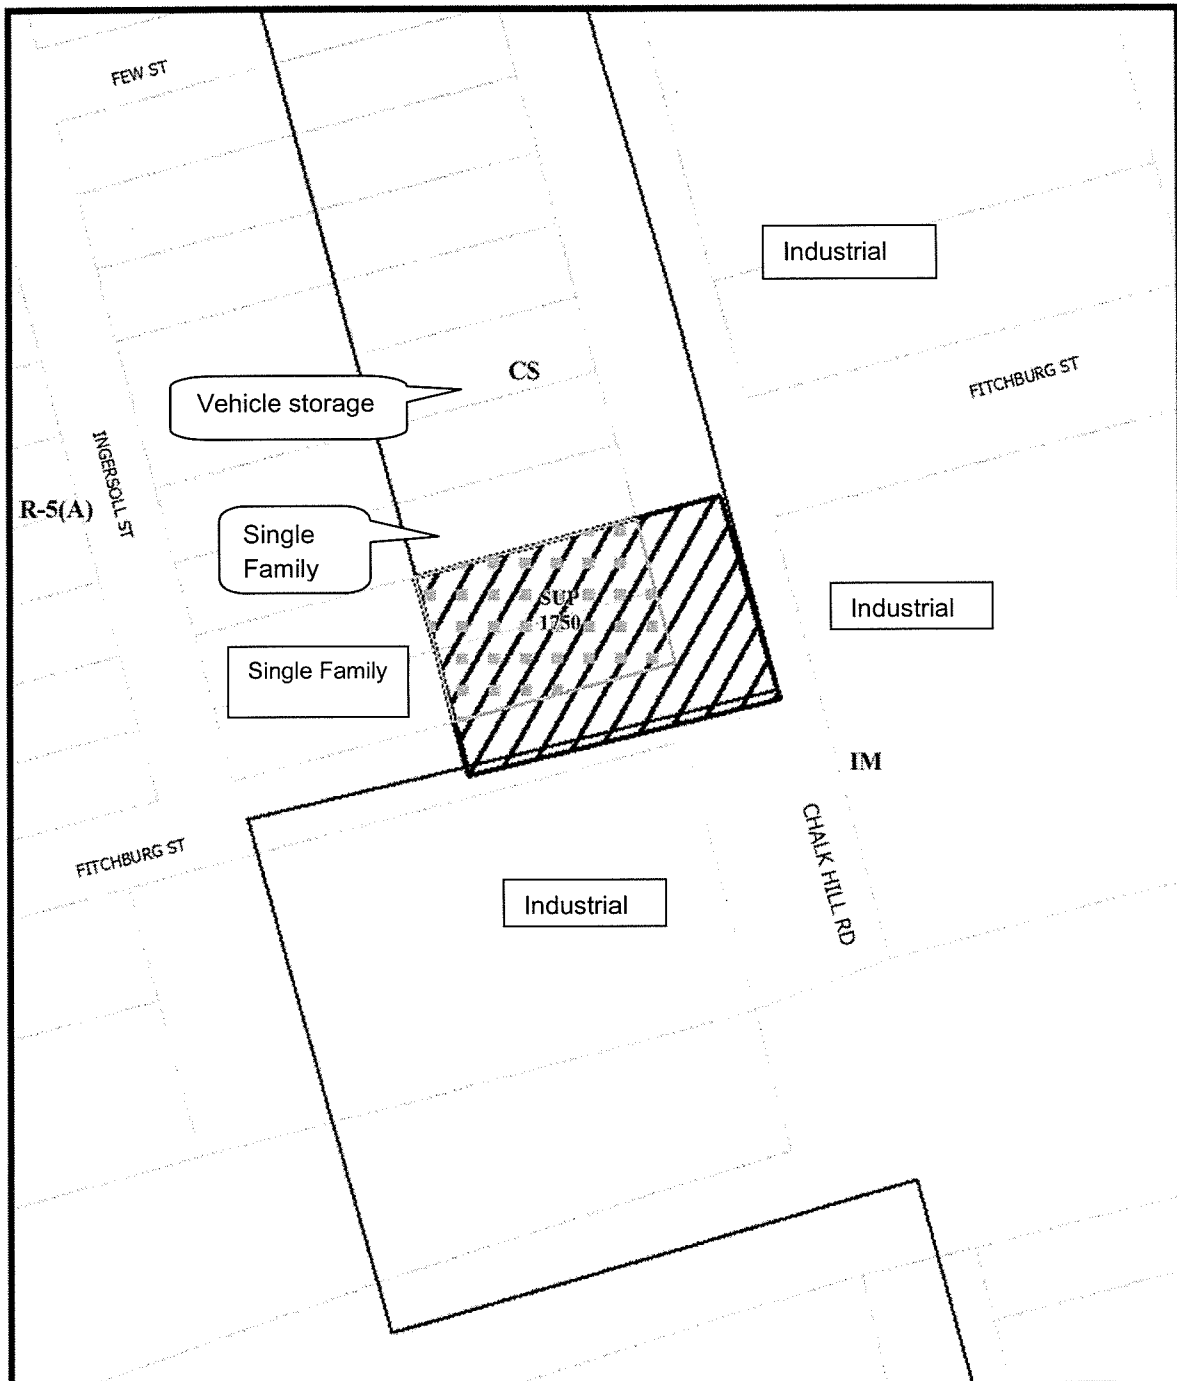 FEW ST
Industrial
CS
FITCHBURG ST
Vehicle storage
INGERSOLL ST
R-5(A)
Single
Family
SUP
1750
Industrial
Single Family
IM
CHALK HILL RD
FITCHBURG ST
Industrial